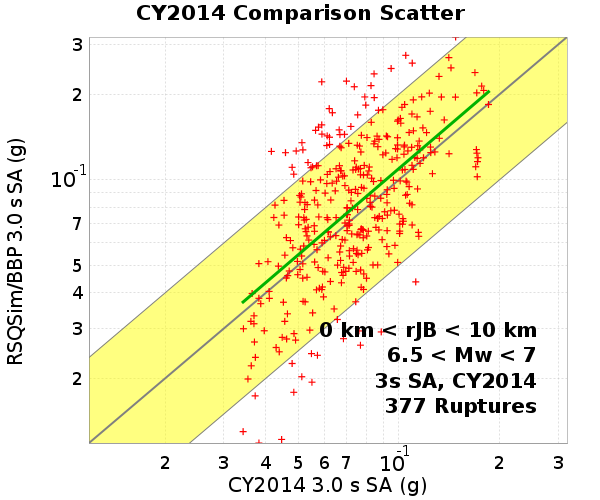 CY2014 Comparison Scatter
RSQSim/BBP 3.0 s SA (g)
3
2
10⁻¹
7
5
4
3
2
0 km < rJB < 10 km
6.5 < Mw < 7
3s SA, CY2014
377 Ruptures
2 3 4 5 6 7 10⁻¹ 2 3
CY2014 3.0 s SA (g)